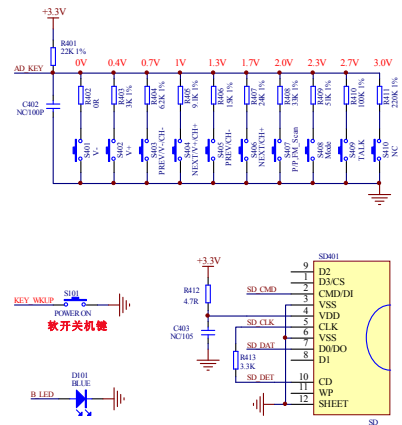 +3.3V
R401
22K 1%
0V 0.4V 0.7V 1V 1.3V 1.7V 2.0V 2.3V 2.7V 3.0V
AD_KEY
C402
NC/100P
R402
0R
R403
3K 1%
R404
6.2K 1%
R405
9.1K 1%
R406
15K 1%
R407
24K 1%
R408
33K 1%
R409
51K 1%
R410
100K 1%
R411
220K 1%
S401
V-
S402
V+
S403
PREV/V-/CH-
S404
NEXT/V+/CH+
S405
PREV/CH-
S406
NEXT/CH+
S407
P/P,FM_Scan
S408
Mode
S409
TALK
S410
NC
KEY_WKUP
S101
POWER ON
软开关机键
B_LED
D101
BLUE
+3.3V
R412
4.7R
C403
NC/105
SD_CMD
SD_CLK
SD_DAT
R413
3.3K
SD_DET
SD401
9 D2
1 D3/CS
2 CMD/DI
3 VSS
4 VDD
5 CLK
6 VSS
7 D0/DO
8 D1
10 CD
11 WP
12 SHEET
SD